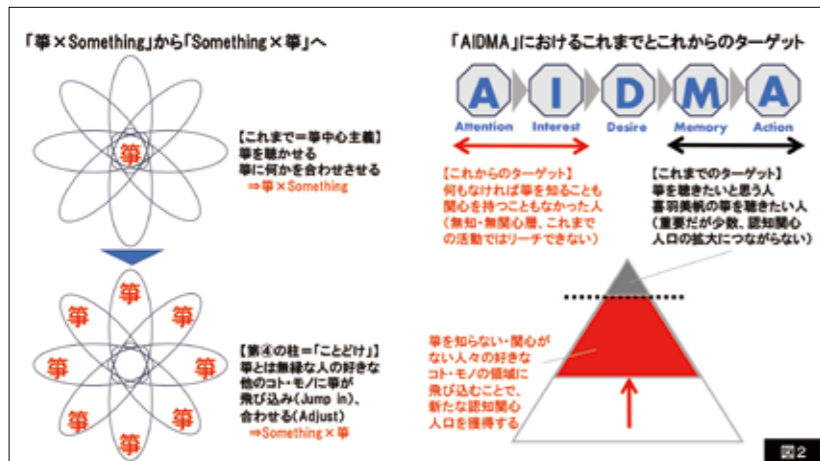 「箏×Something」から「Something×箏」へ
箏
【これまで=箏中心主義】
箏を聴かせる
箏に何かを合わせさせる
⇒箏×Something
箏
箏
箏
箏
箏
箏
箏
箏
【第④の柱=「ことどけ」】
箏とは無縁な人の好きな
他のコト・モノに箏が
飛び込み(Jump in)、
合わせる(Adjust)
⇒Something×箏
「AIDMA」におけるこれまでとこれからのターゲット
A I D M A
Attention Interest Desire Memory Action
【これからのターゲット】
何もなければ箏を知ることも
関心を持つこともなかった人
(無知・無関心層、これまで
の活動ではリーチできない)
【これまでのターゲット】
箏を聴きたいと思う人
喜羽美帆の箏を聴きたい人
(重要だが少数、認知関心
人口の拡大につながらない)
箏を知らない・関心が
ない人々の好きな
コト・モノの領域に
飛び込むことで、
新たな認知関心
人口を獲得する
図2